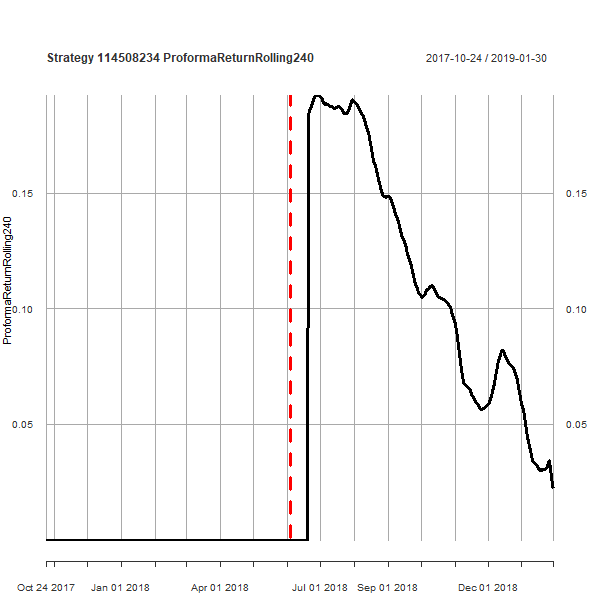 Strategy 114508234 ProformaReturnRolling240
2017-10-24 / 2019-01-30
ProformaReturnRolling240
0.15
0.15
0.10
0.10
0.05
0.05
Oct 24 2017
Jan 01 2018
Apr 01 2018
Jul 01 2018
Sep 01 2018
Dec 01 2018